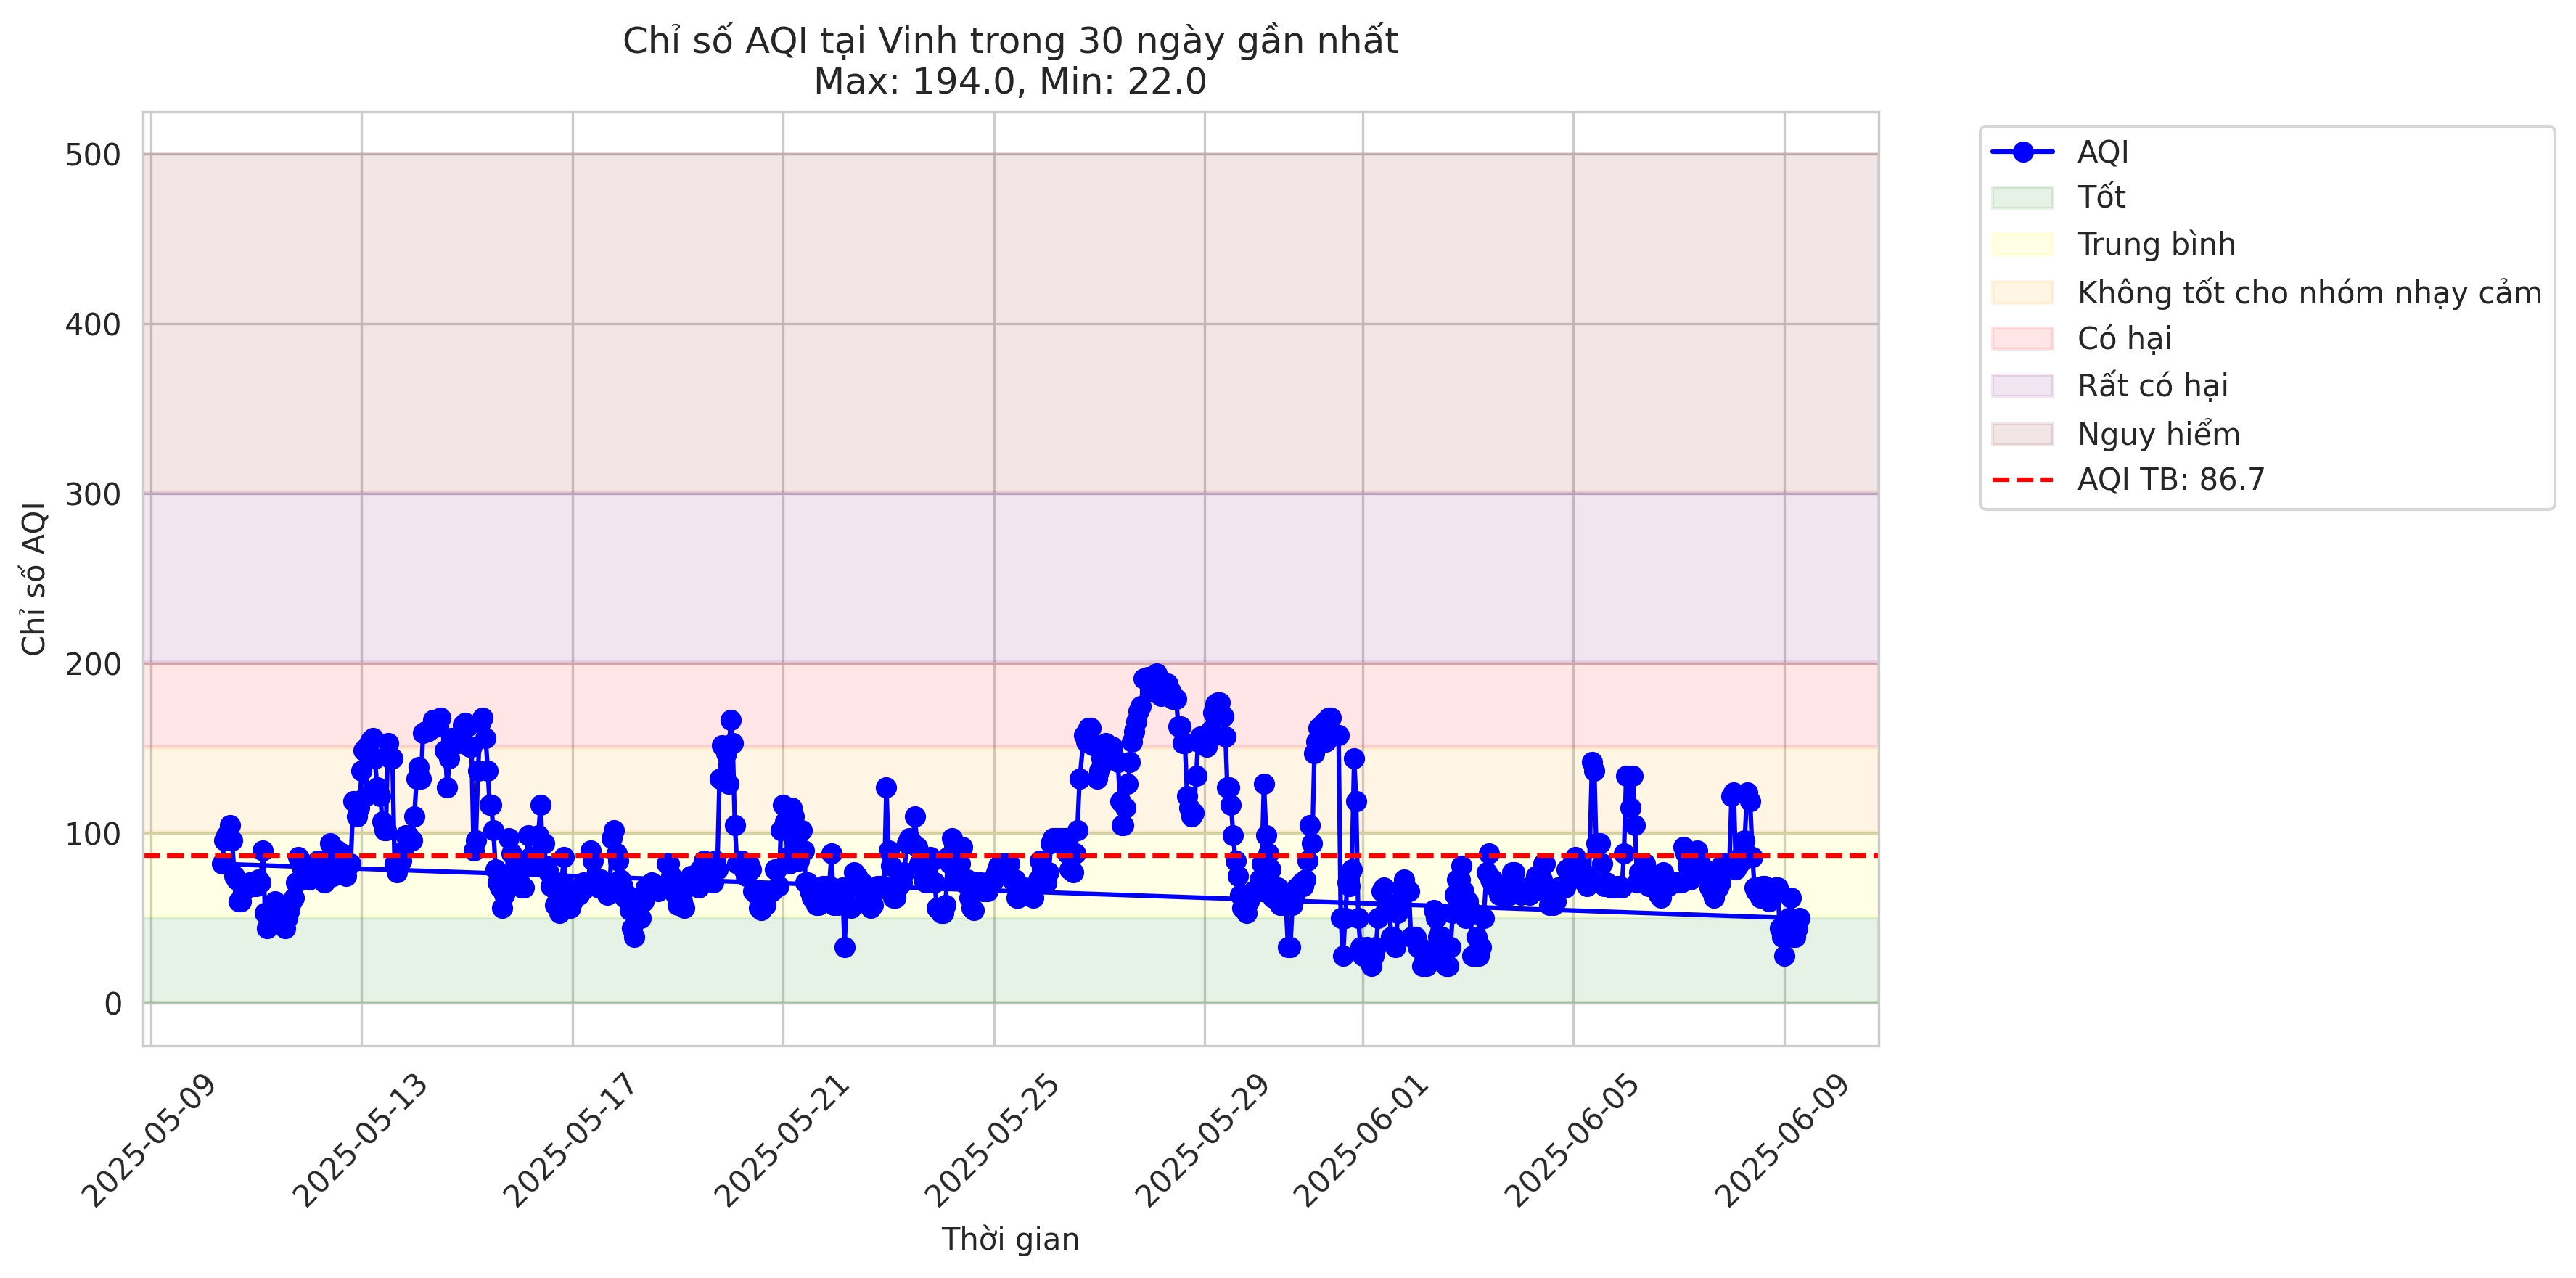 Chỉ số AQI tại Vinh trong 30 ngày gần nhất
Max: 194.0, Min: 22.0
Chỉ số AQI
500
400
300
200
100
0
2025-05-09
2025-05-13
2025-05-17
2025-05-21
2025-05-25
2025-05-29
2025-06-01
2025-06-05
2025-06-09
Thời gian
AQI
Tốt
Trung bình
Không tốt cho nhóm nhạy cảm
Có hại
Rất có hại
Nguy hiểm
AQI TB: 86.7